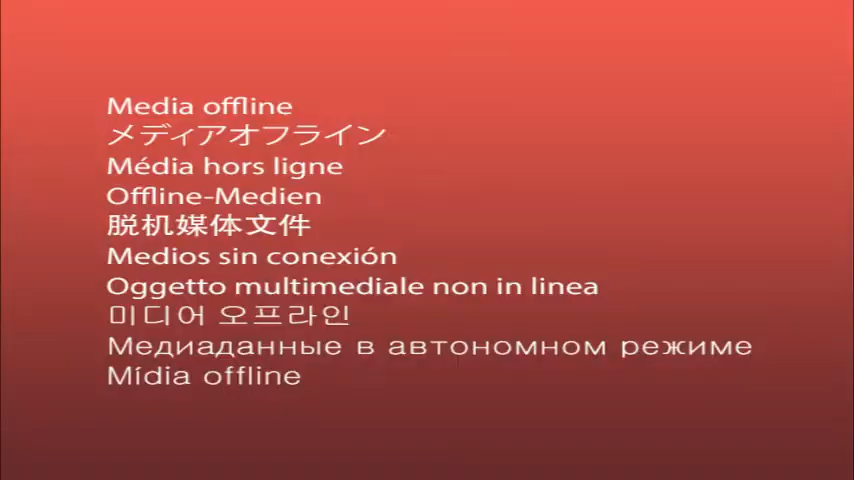 Media offline
メディアオフライン
Média hors ligne
Offline-Medien
脱机媒体文件
Medios sin conexión
Oggetto multimediale non in linea
미디어 오프라인
Медиаданные в автономном режиме
Mídia offline